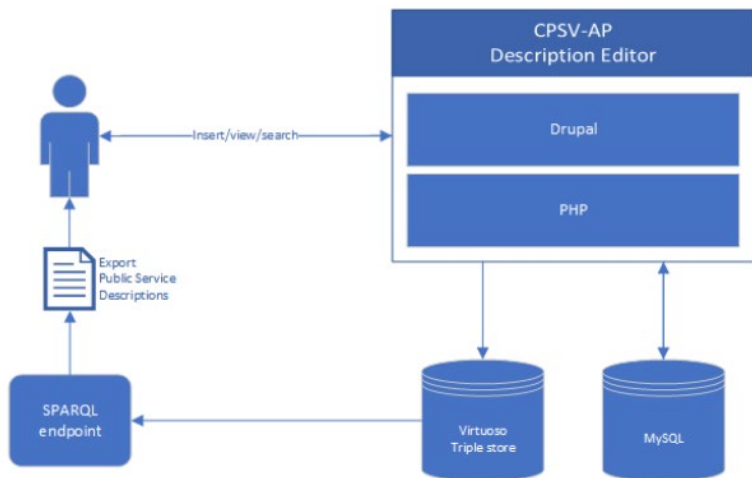 CPSV-AP
Description Editor
Drupal
Insert/view/search
PHP
Export
Public Service
Descriptions
SPARQL
endpoint
Virtuoso
Triple store
MySQL